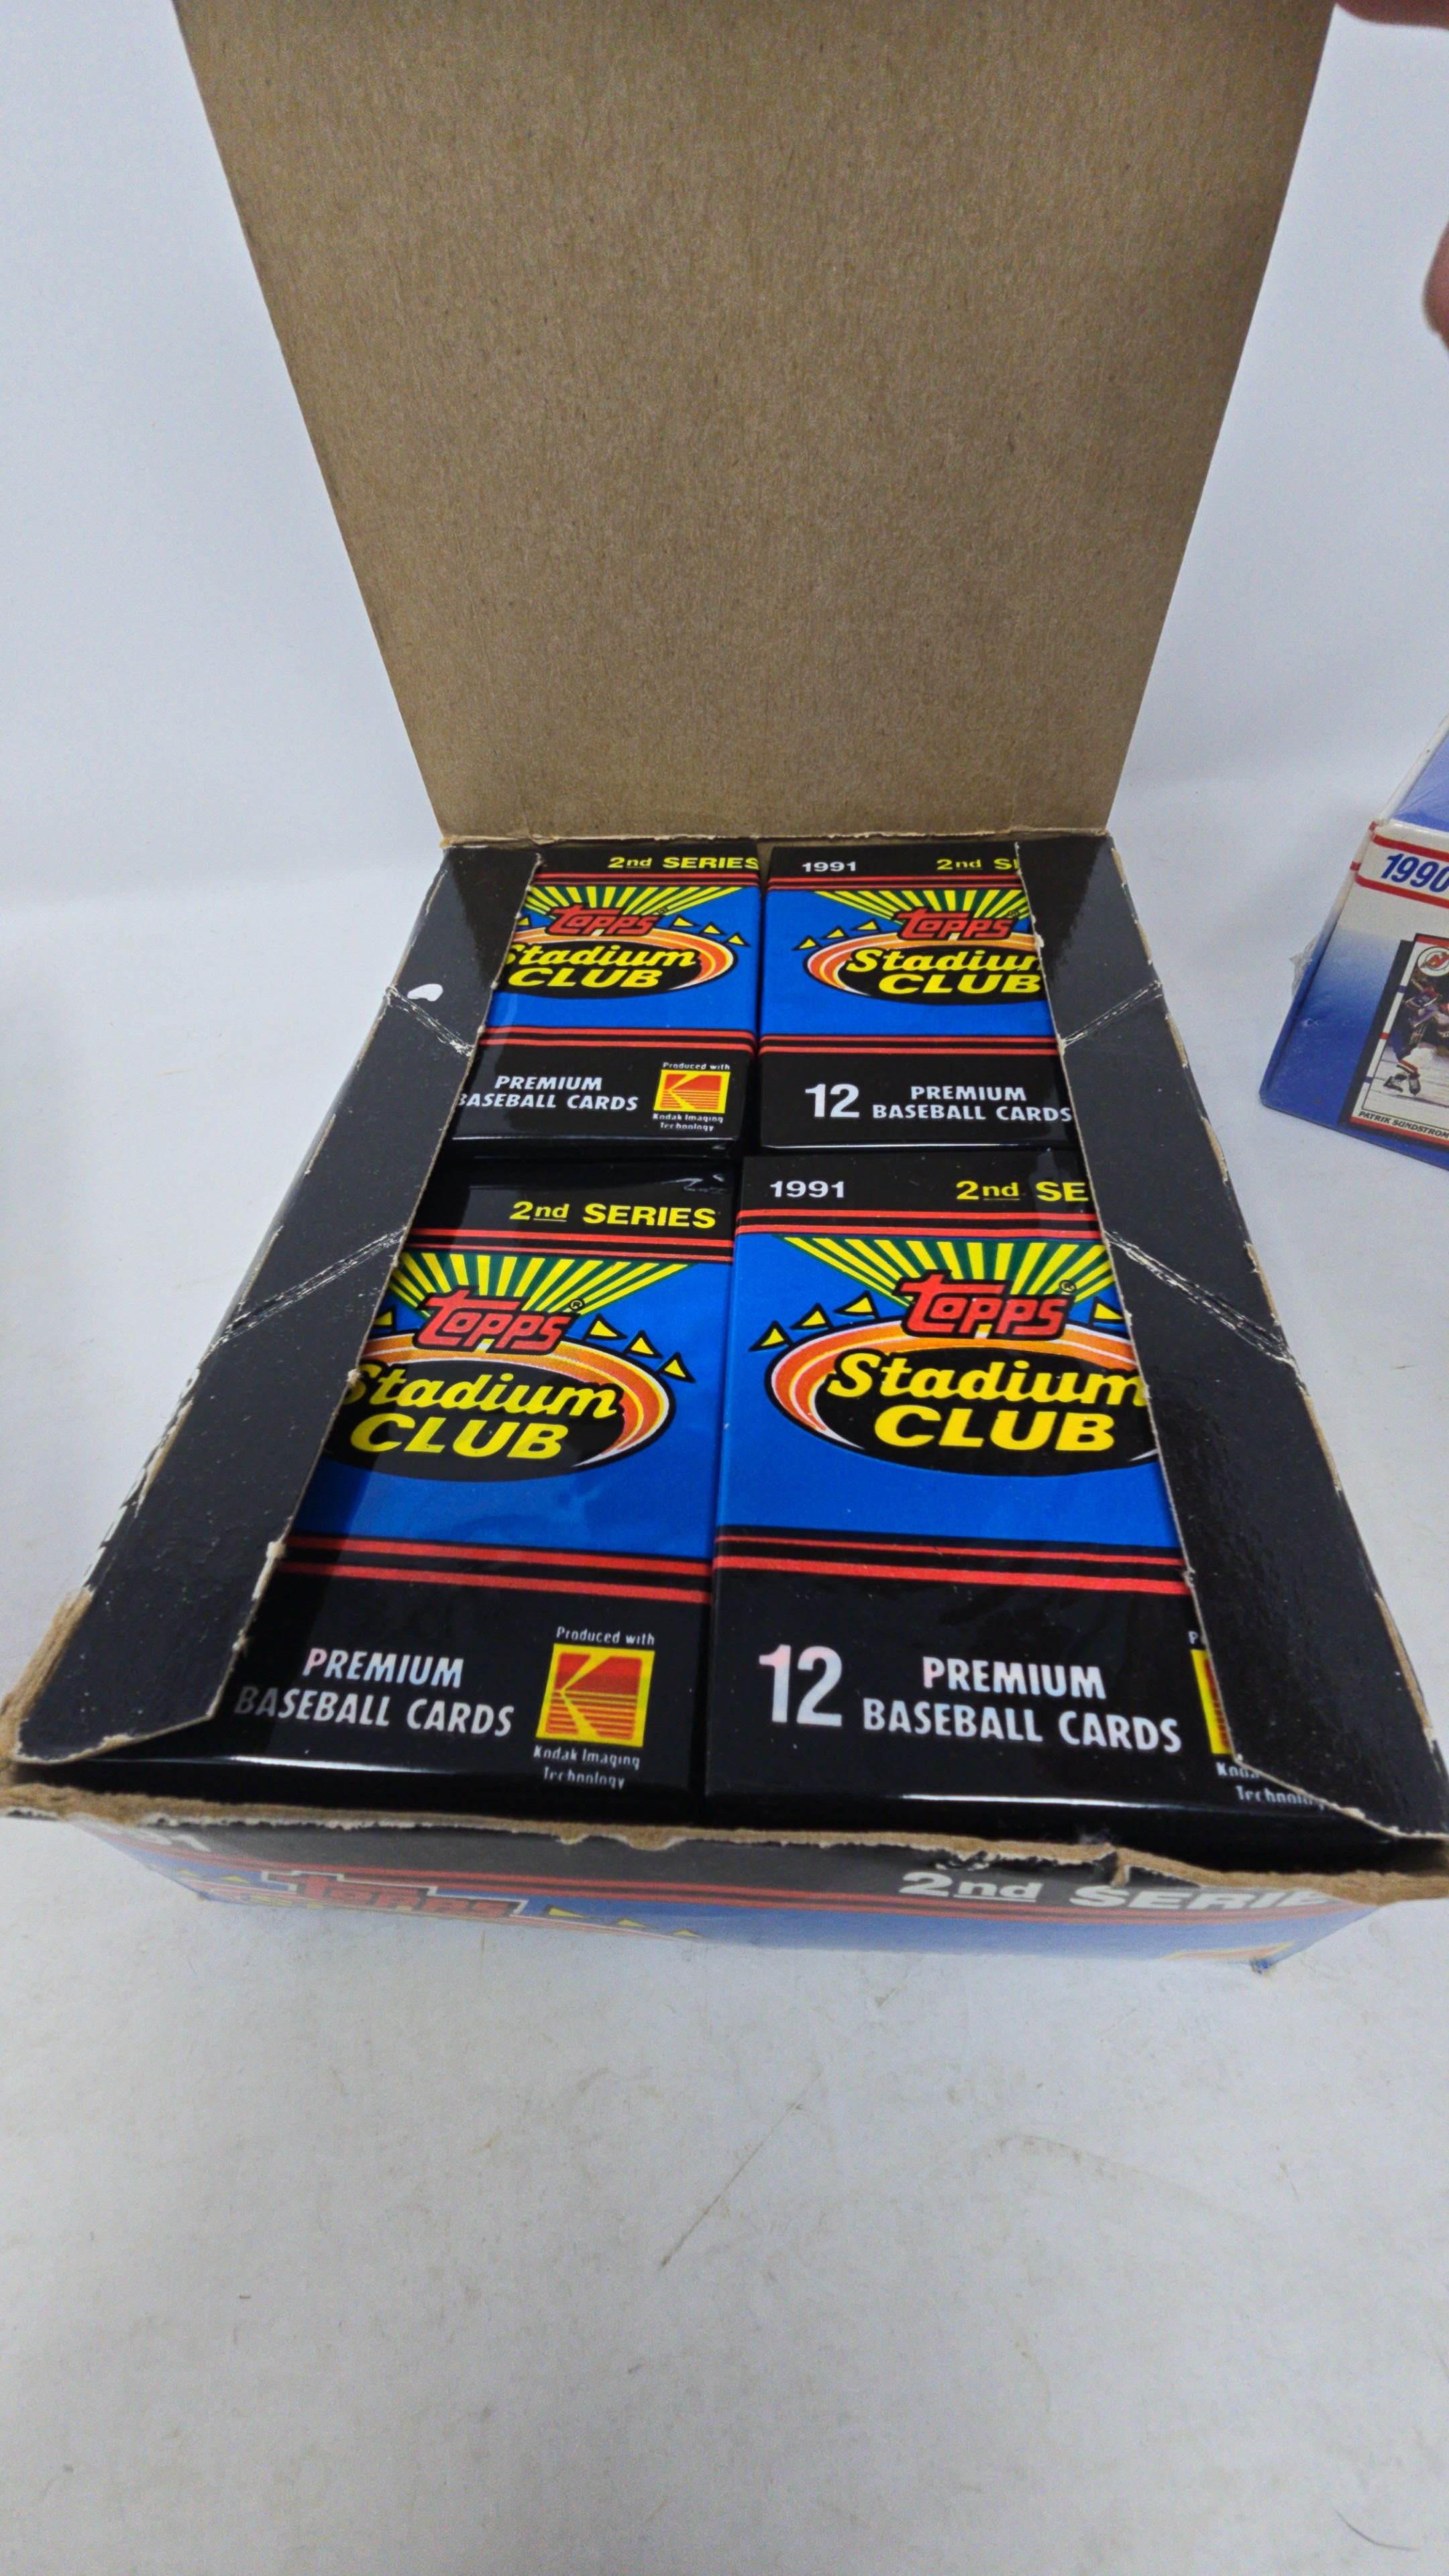 2nd SERIES
Topps
Stadium
CLUB
PREMIUM
BASEBALL CARDS
Produced with
Kodak Imaging
Technology
1991 2nd S
Topps
Stadium
CLUB
12 PREMIUM
BASEBALL CARDS
2nd SERIES
Topps®
Stadium
CLUB
PREMIUM
BASEBALL CARDS
Produced with
Kodak Imaging
Technology
1991 2nd SE
Topps®
Stadium
CLUB
12 PREMIUM
BASEBALL CARDS
2nd SERIE
Topps
1990
PATRIK SUNDSTROM